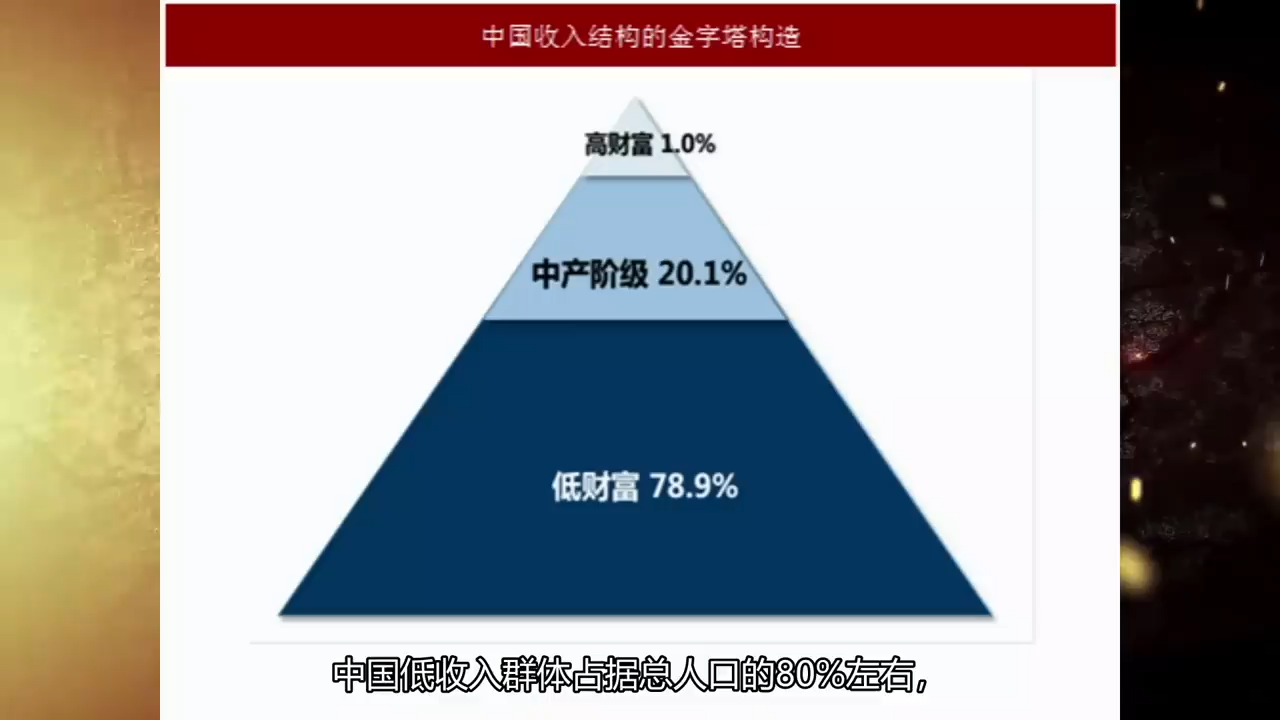 中国收入结构的金字塔构造
高财富 1.0%
中产阶级 20.1%
低财富 78.9%
中国低收入群体占据总人口的80%左右,